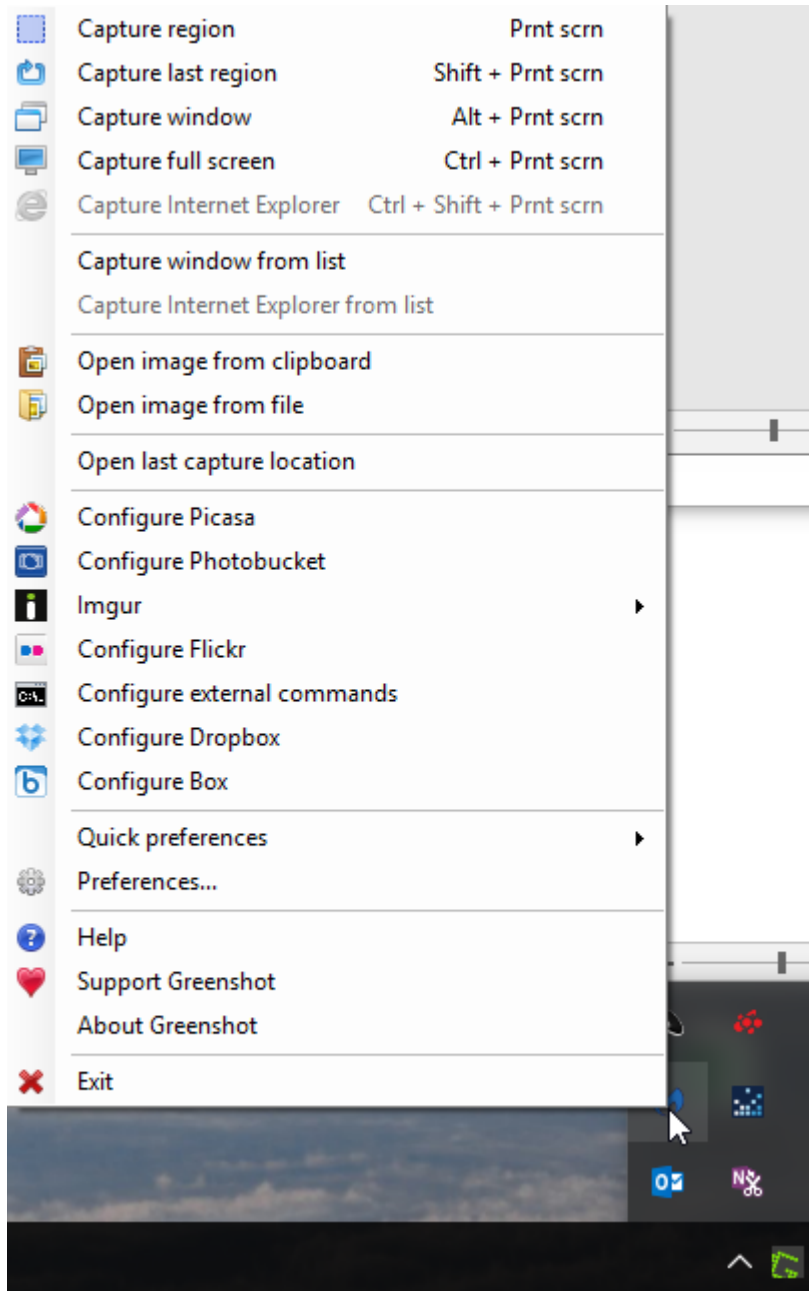 Capture region Prnt scrn
Capture last region Shift + Prnt scrn
Capture window Alt + Prnt scrn
Capture full screen Ctrl + Prnt scrn
Capture Internet Explorer Ctrl + Shift + Prnt scrn
Capture window from list
Capture Internet Explorer from list
Open image from clipboard
Open image from file
Open last capture location
Configure Picasa
Configure Photobucket
Imgur
Configure Flickr
C:\_ Configure external commands
Configure Dropbox
b Configure Box
Quick preferences
Preferences...
? Help
Support Greenshot
About Greenshot
Exit
O N